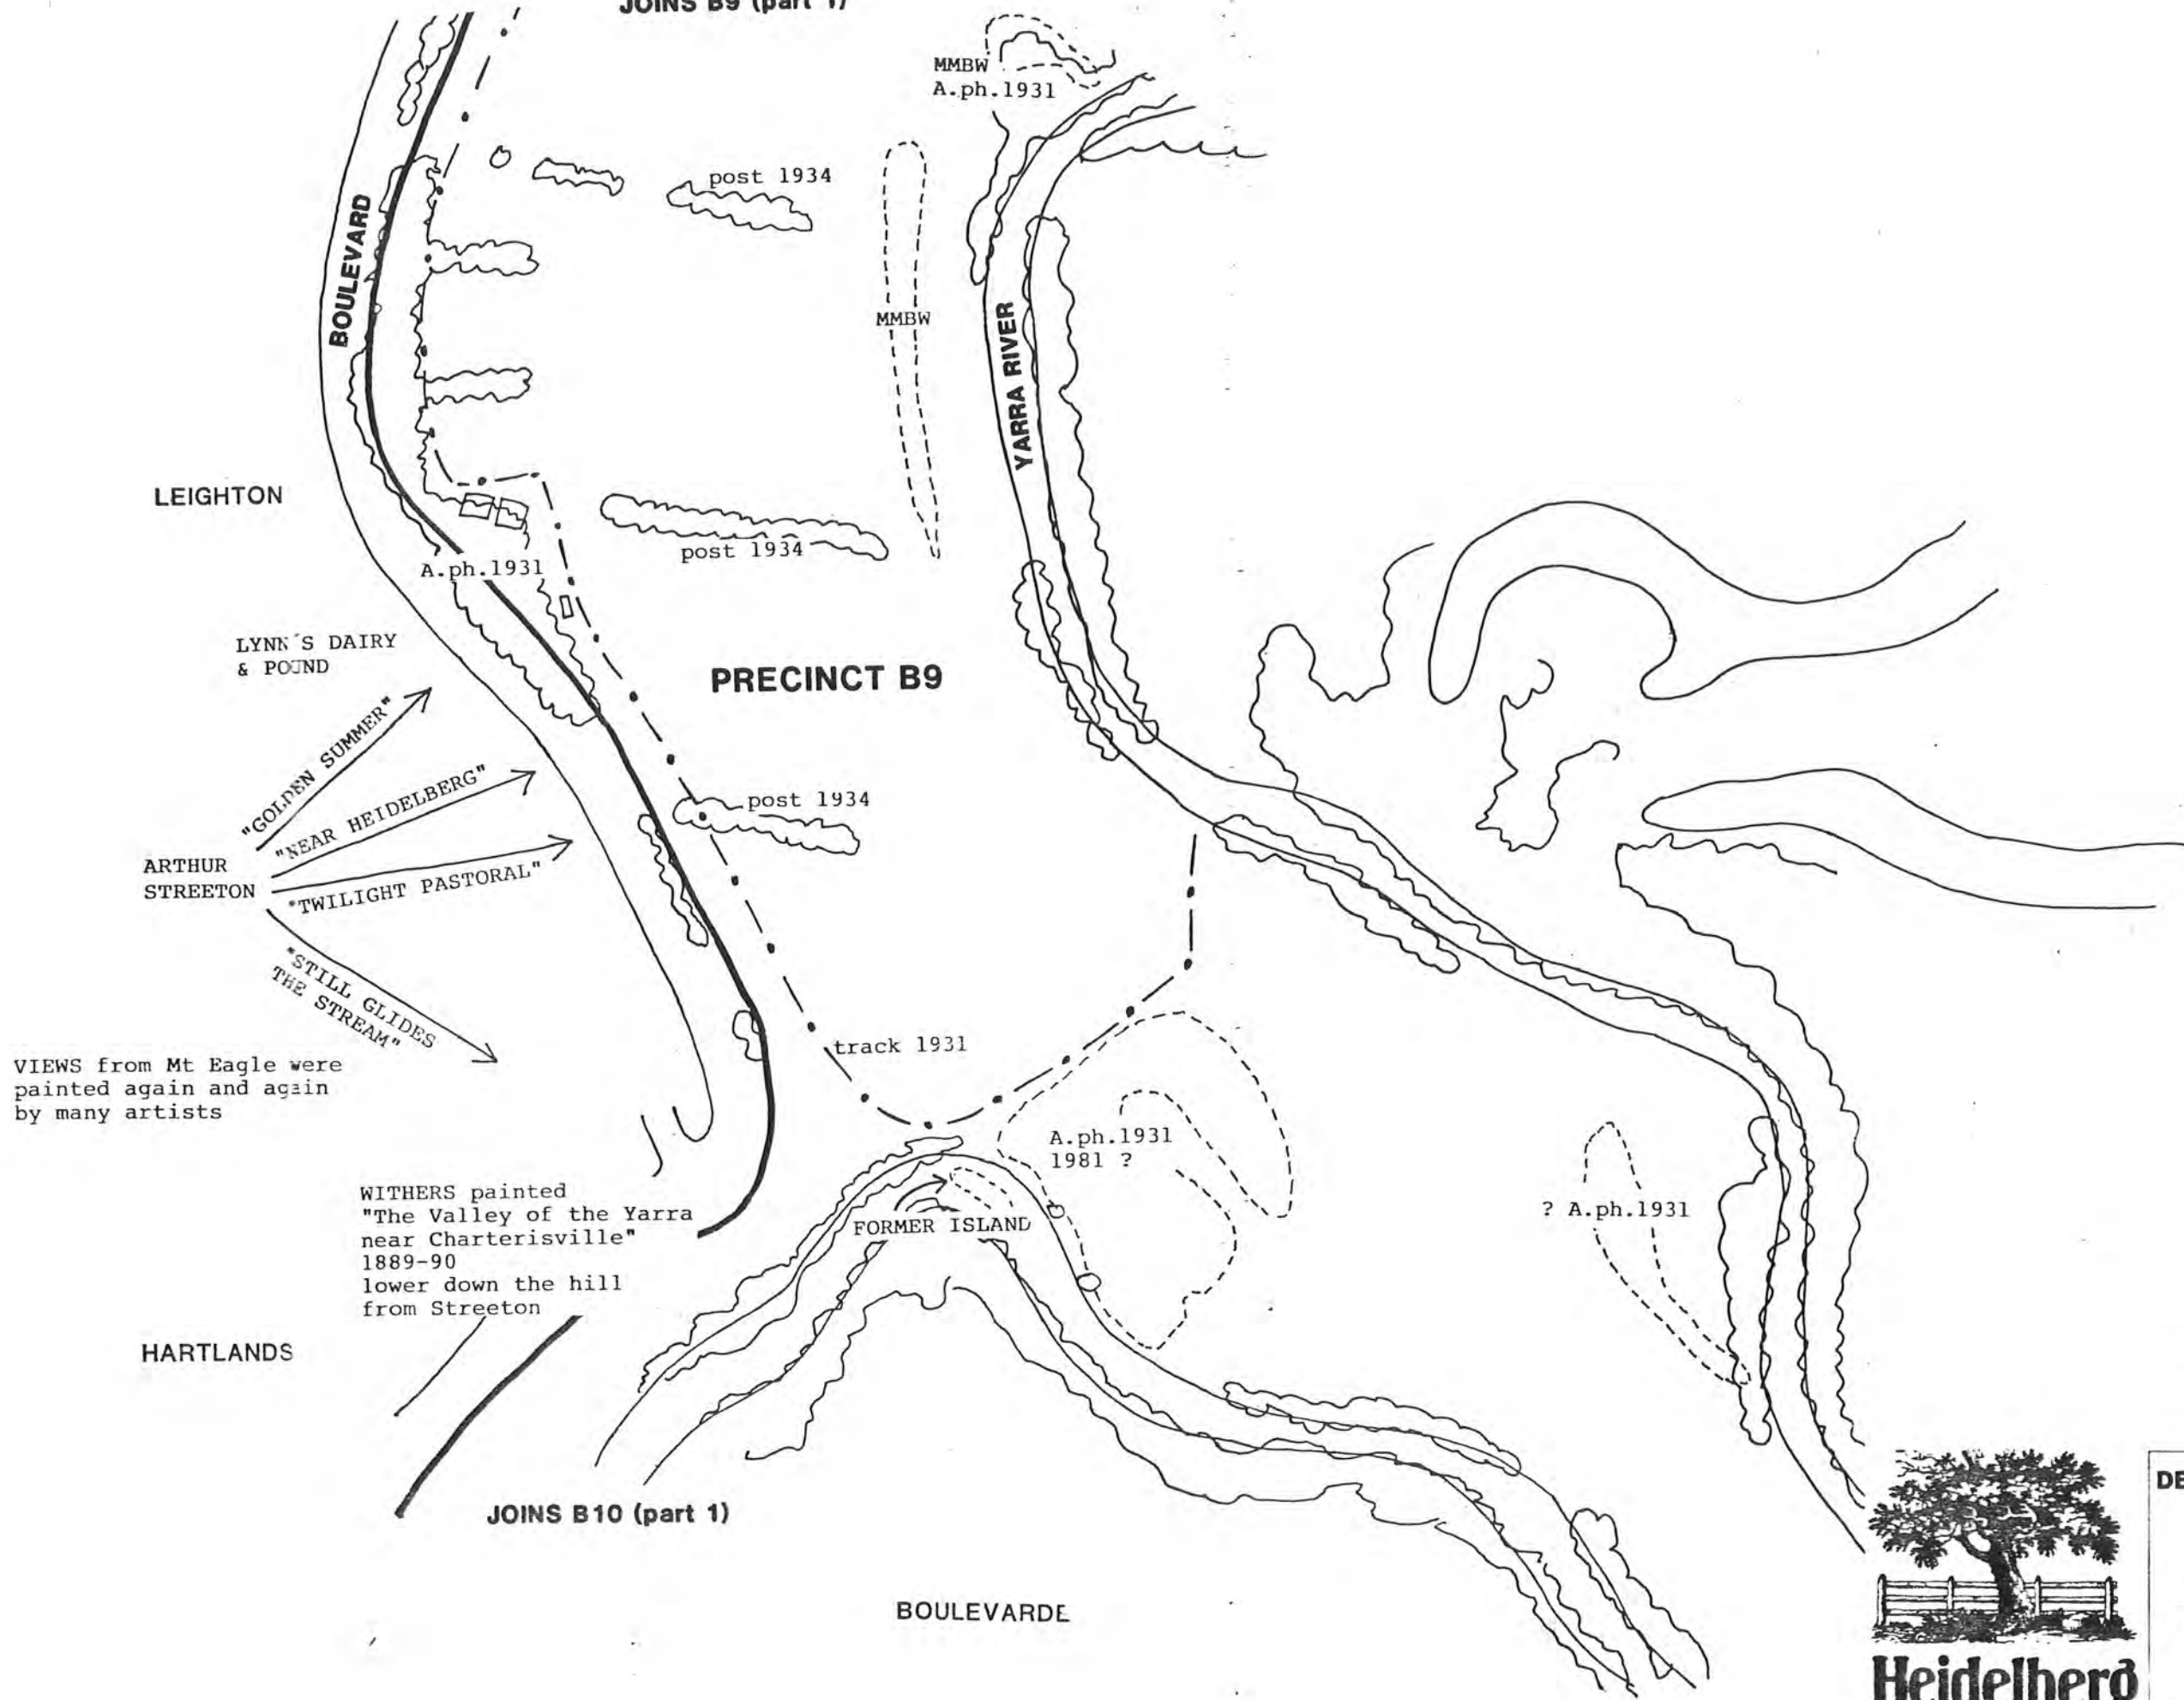 JOINS B9 (part 1)
MMBW
A.ph.1931
post 1934
BOULEVARD
MMBW
YARRA RIVER
LEIGHTON
post 1934
A.ph.1931
LYNN'S DAIRY
& POUND
PRECINCT B9
"GOLDEN SUMMER"
"NEAR HEIDELBERG"
post 1934
ARTHUR
STREETON
"TWILIGHT PASTORAL"
"STILL GLIDES
THE STREAM"
track 1931
VIEWS from Mt Eagle were
painted again and again
by many artists
A.ph.1931
1981 ?
WITHERS painted
"The Valley of the Yarra
near Charterisville"
1889-90
lower down the hill
from Streeton
FORMER ISLAND
? A.ph.1931
HARTLANDS
JOINS B10 (part 1)
BOULEVARDE
Heidelberg